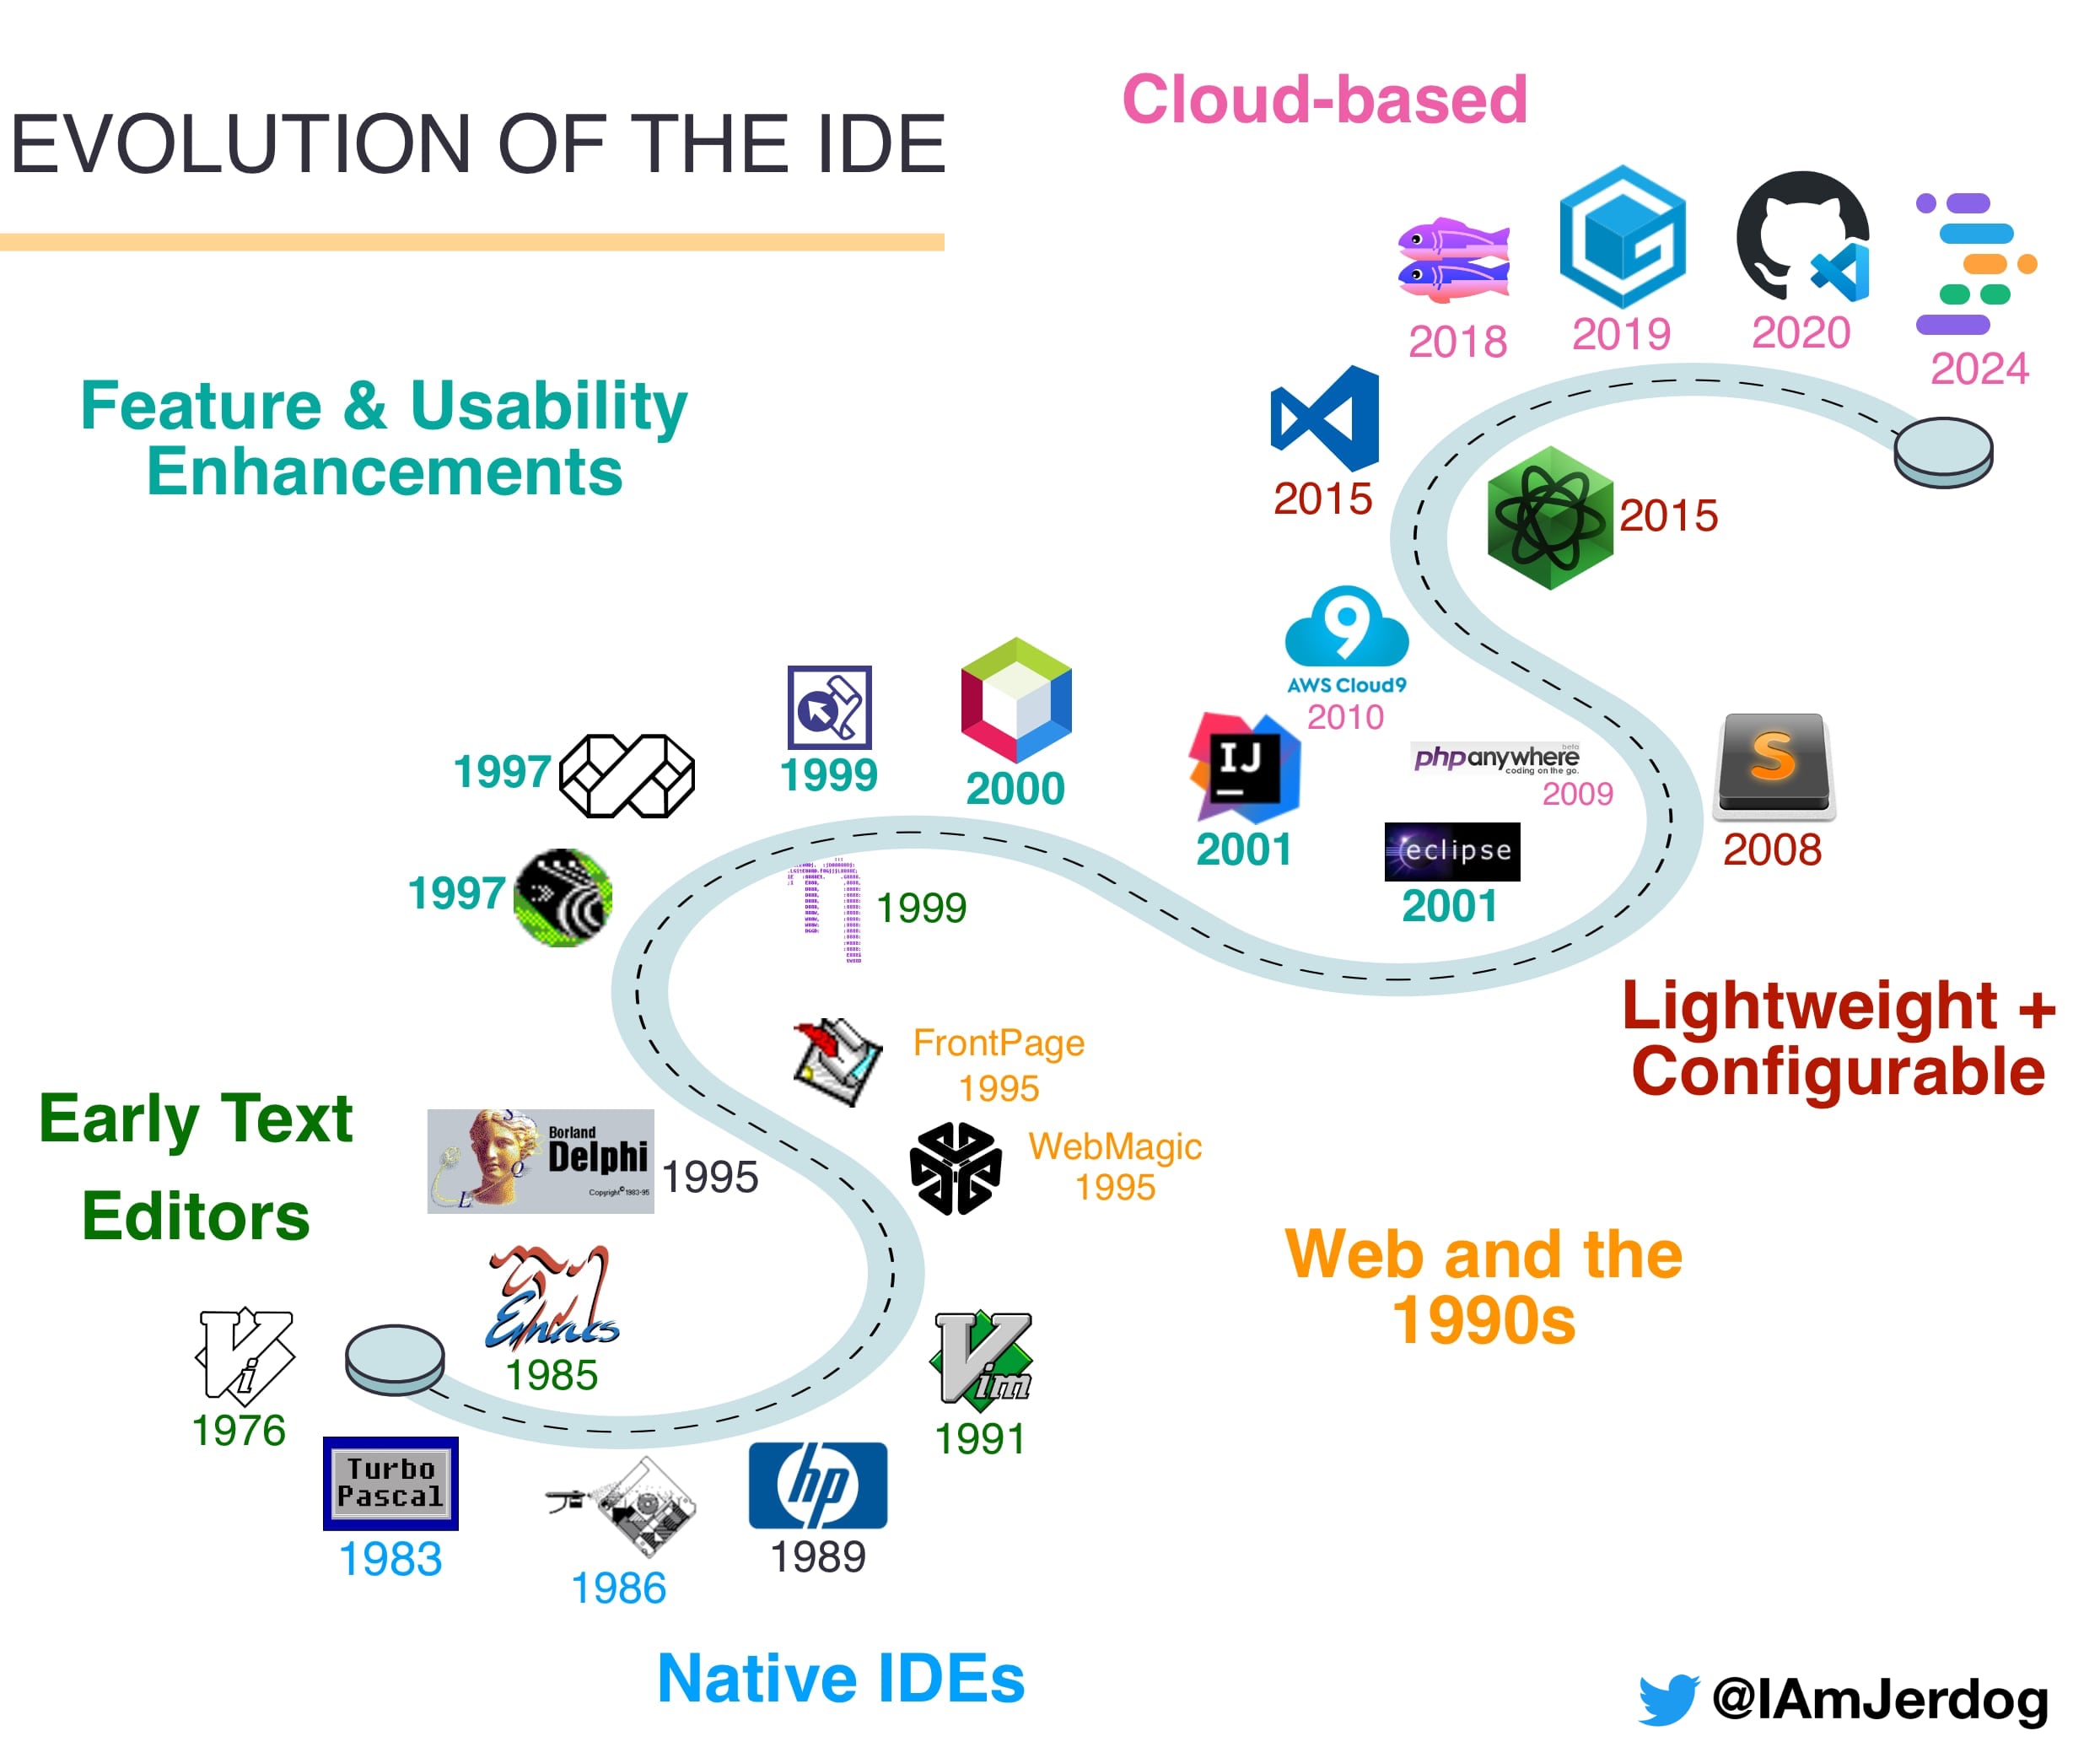 EVOLUTION OF THE IDE
Cloud-based
2018
2019
2020
2024
Feature & Usability
Enhancements
2015
2015
9
AWS Cloud9
2010
IJ
2001
phpanywhere
beta
coding on the go.
2009
eclipse
2001
S
2008
1997
1999
2000
1997
1999
Lightweight +
Configurable
FrontPage
1995
WebMagic
1995
Early Text
Editors
Borland
Delphi
Copyright© 1983-95
1995
Web and the
1990s
Emacs
1985
Vi
1976
Vim
1991
Turbo
Pascal
1983
1986
hp
1989
Native IDEs
@IAmJerdog